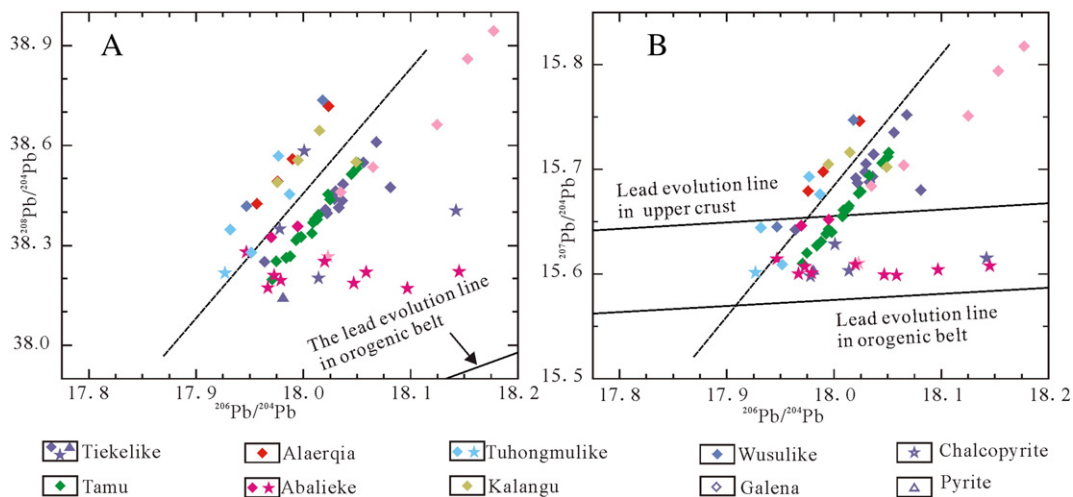 A
38.9
38.6
38.3
38.0
²⁰⁸Pb/²⁰⁴Pb
The lead evolution line
in orogenic belt
17.8
17.9
18.0
18.1
18.2
²⁰⁶Pb/²⁰⁴Pb
B
15.8
15.7
15.6
15.5
²⁰⁷Pb/²⁰⁴Pb
Lead evolution line
in upper crust
Lead evolution line
in orogenic belt
17.8
17.9
18.0
18.1
18.2
²⁰⁶Pb/²⁰⁴Pb
Tiekelike
Alaerqia
Tuhongmulike
Wusulike
Chalcopyrite
Tamu
Abalieke
Kalangu
Galena
Pyrite